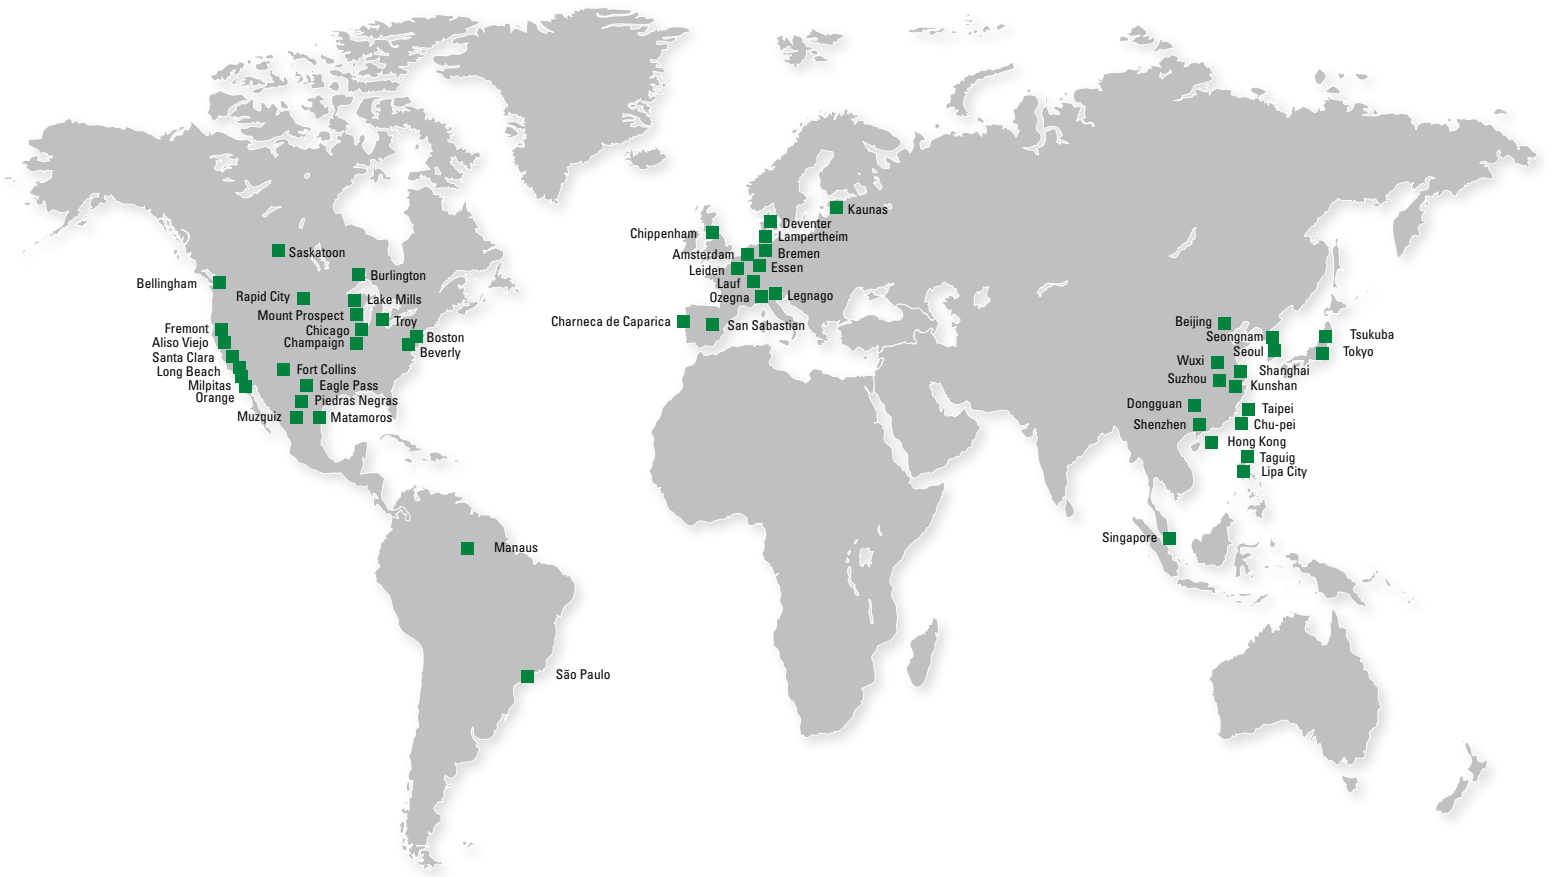 Saskatoon
Burlington
Bellingham
Rapid City
Lake Mills
Mount Prospect
Troy
Fremont
Chicago
Boston
Aliso Viejo
Champaign
Beverly
Santa Clara
Long Beach
Fort Collins
Milpitas
Eagle Pass
Orange
Piedras Negras
Muzquiz
Matamoros
Manaus
São Paulo
Kaunas
Chippenham
Deventer
Lampertheim
Amsterdam
Bremen
Leiden
Essen
Lauf
Ozegna
Legnago
Charneca de Caparica
San Sabastian
Beijing
Seongnam
Tsukuba
Seoul
Tokyo
Wuxi
Shanghai
Suzhou
Kunshan
Dongguan
Taipei
Shenzhen
Chu-pei
Hong Kong
Taguig
Lipa City
Singapore